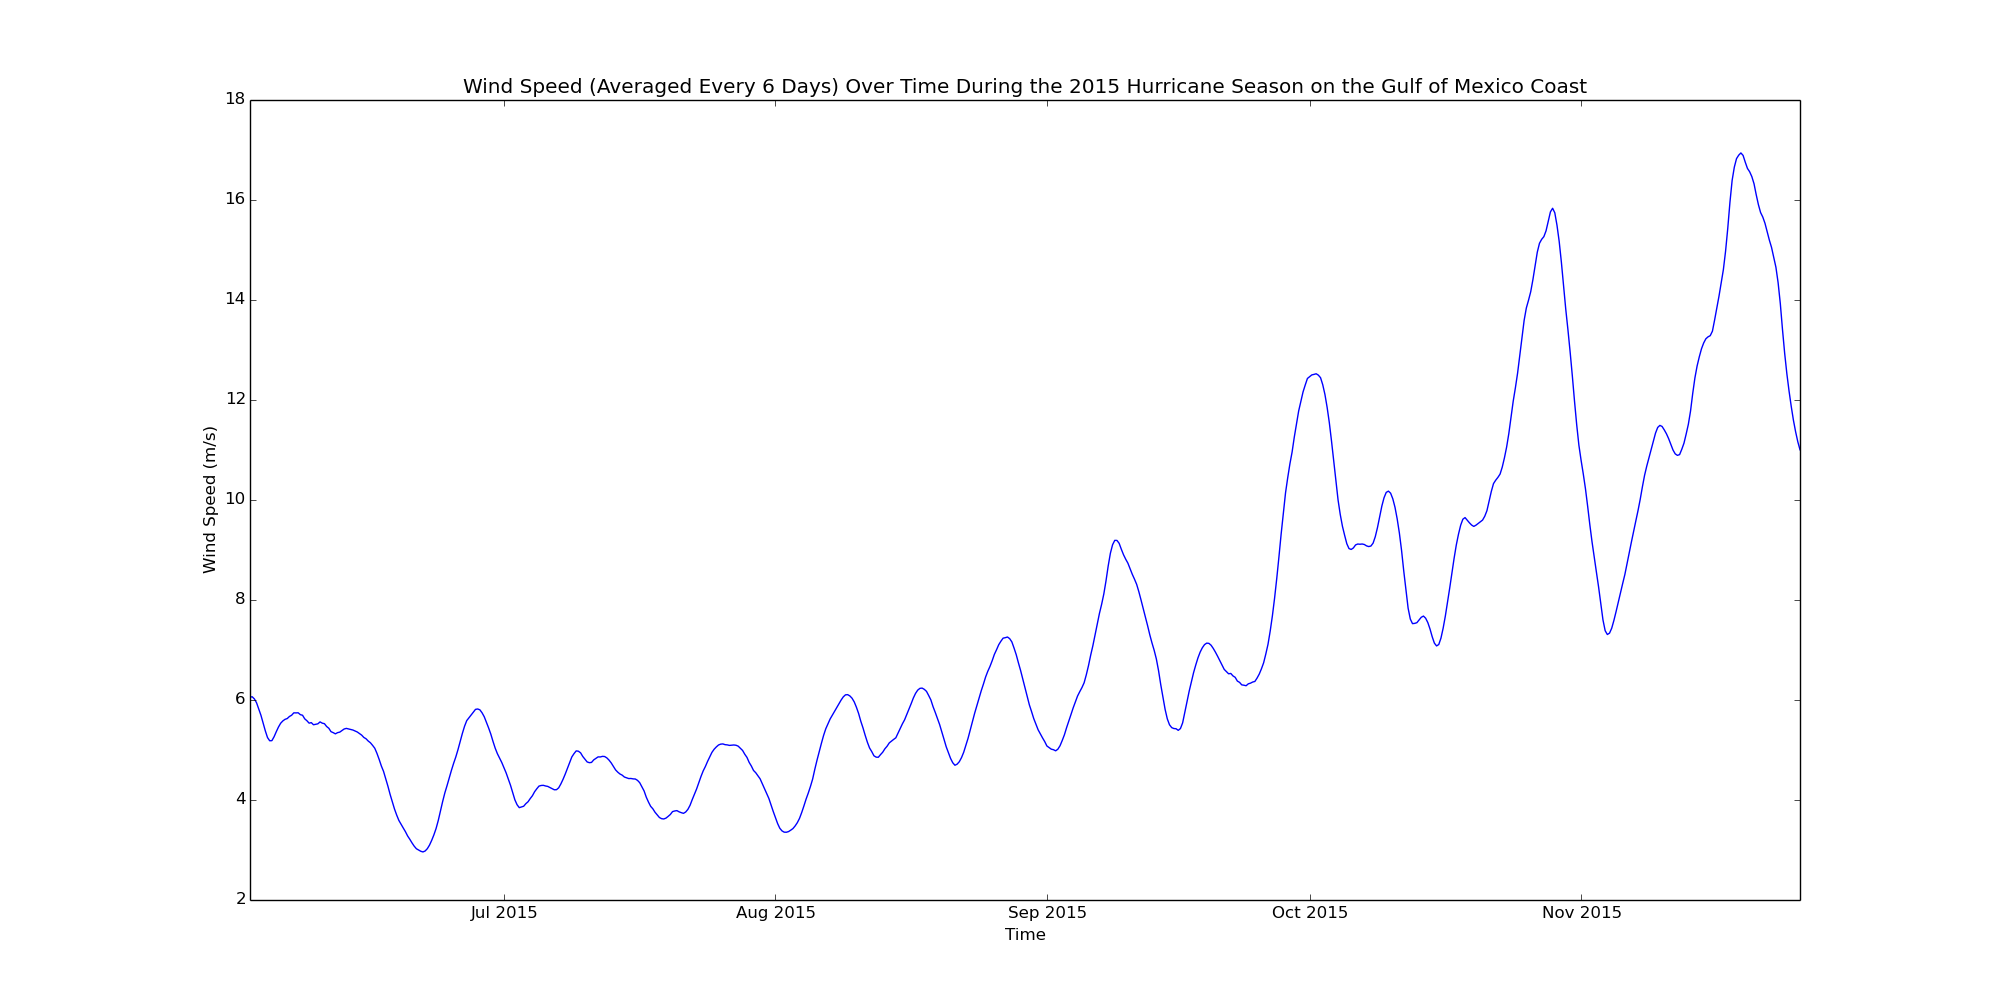 Wind Speed (Averaged Every 6 Days) Over Time During the 2015 Hurricane Season on the Gulf of Mexico Coast
18
16
14
12
10
8
6
4
2
Wind Speed (m/s)
Jul 2015 Aug 2015 Sep 2015 Oct 2015 Nov 2015
Time